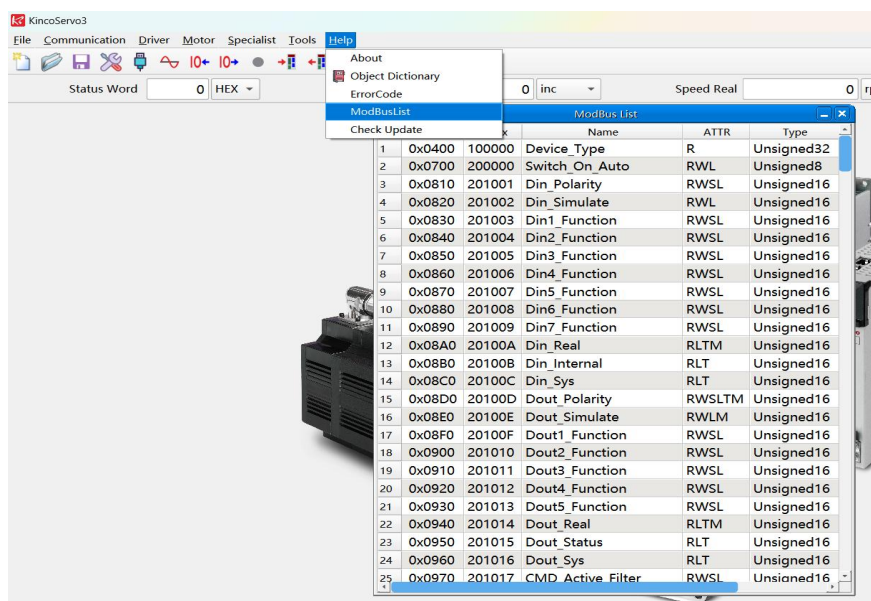 KincoServo3
File Communication Driver Motor Specialist Tools Help
About
Object Dictionary
ErrorCode
ModBusList
Check Update
Status Word 0 HEX 0 inc Speed Real 0
ModBus List
Name ATTR Type
1 0x0400 100000 Device_Type R Unsigned32
2 0x0700 200000 Switch_On_Auto RWL Unsigned8
3 0x0810 201001 Din_Polarity RWSL Unsigned16
4 0x0820 201002 Din_Simulate RWL Unsigned16
5 0x0830 201003 Din1_Function RWSL Unsigned16
6 0x0840 201004 Din2_Function RWSL Unsigned16
7 0x0850 201005 Din3_Function RWSL Unsigned16
8 0x0860 201006 Din4_Function RWSL Unsigned16
9 0x0870 201007 Din5_Function RWSL Unsigned16
10 0x0880 201008 Din6_Function RWSL Unsigned16
11 0x0890 201009 Din7_Function RWSL Unsigned16
12 0x08A0 20100A Din_Real RLTM Unsigned16
13 0x08B0 20100B Din_Internal RLT Unsigned16
14 0x08C0 20100C Din_Sys RLT Unsigned16
15 0x08D0 20100D Dout_Polarity RWSLTM Unsigned16
16 0x08E0 20100E Dout_Simulate RWLM Unsigned16
17 0x08F0 20100F Dout1_Function RWSL Unsigned16
18 0x0900 201010 Dout2_Function RWSL Unsigned16
19 0x0910 201011 Dout3_Function RWSL Unsigned16
20 0x0920 201012 Dout4_Function RWSL Unsigned16
21 0x0930 201013 Dout5_Function RWSL Unsigned16
22 0x0940 201014 Dout_Real RLTM Unsigned16
23 0x0950 201015 Dout_Status RLT Unsigned16
24 0x0960 201016 Dout_Sys RLT Unsigned16
25 0x0970 201017 CMD_Active_Filter RWSL Unsigned16